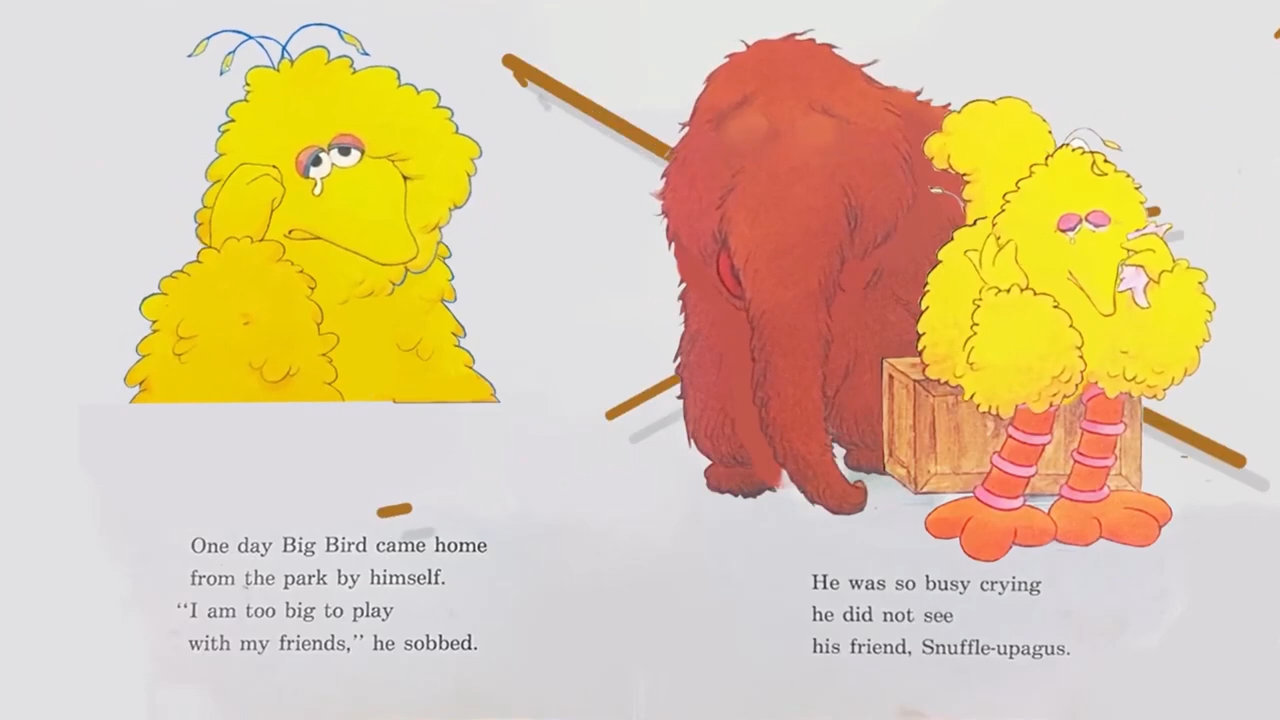 One day Big Bird came home
from the park by himself.
“I am too big to play
with my friends,” he sobbed.
He was so busy crying
he did not see
his friend, Snuffle-upagus.